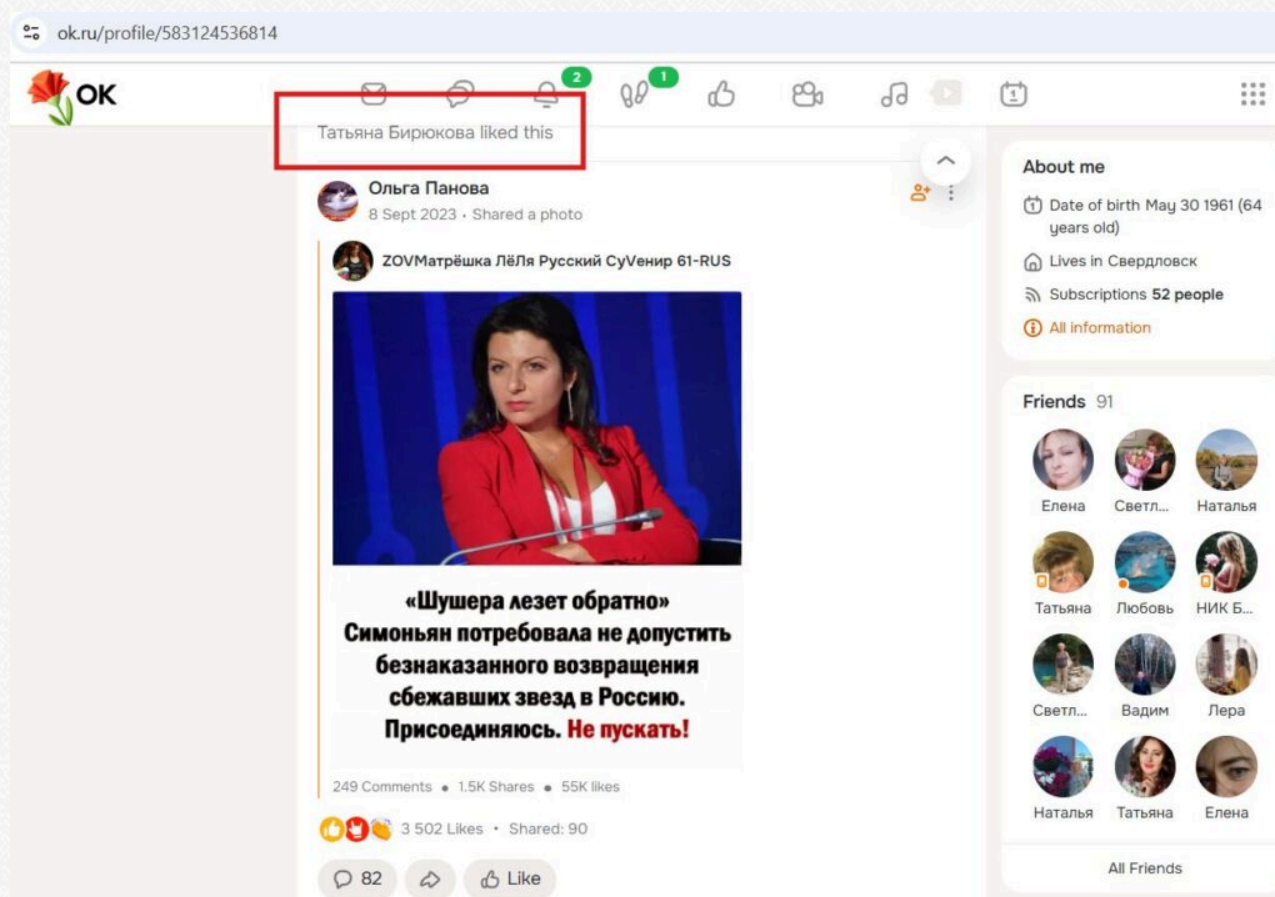 ok.ru/profile/583124536814
ОК
2
1
1
Татьяна Бирюкова liked this
Ольга Панова
8 Sept 2023 • Shared a photo
ZOVМатрёшка ЛёЛя Русский СуVенир 61-RUS
«Шушера лезет обратно»
Симоньян потребовала не допустить
безнаказанного возвращения
сбежавших звезд в Россию.
Присоединяюсь. Не пускать!
249 Comments • 1.5K Shares • 55K likes
3 502 Likes • Shared: 90
82
Like
About me
Date of birth May 30 1961 (64
years old)
Lives in Свердловск
Subscriptions 52 people
All information
Friends 91
Елена Светл... Наталья
Татьяна Любовь НИК Б...
Светл... Вадим Лера
Наталья Татьяна Елена
All Friends